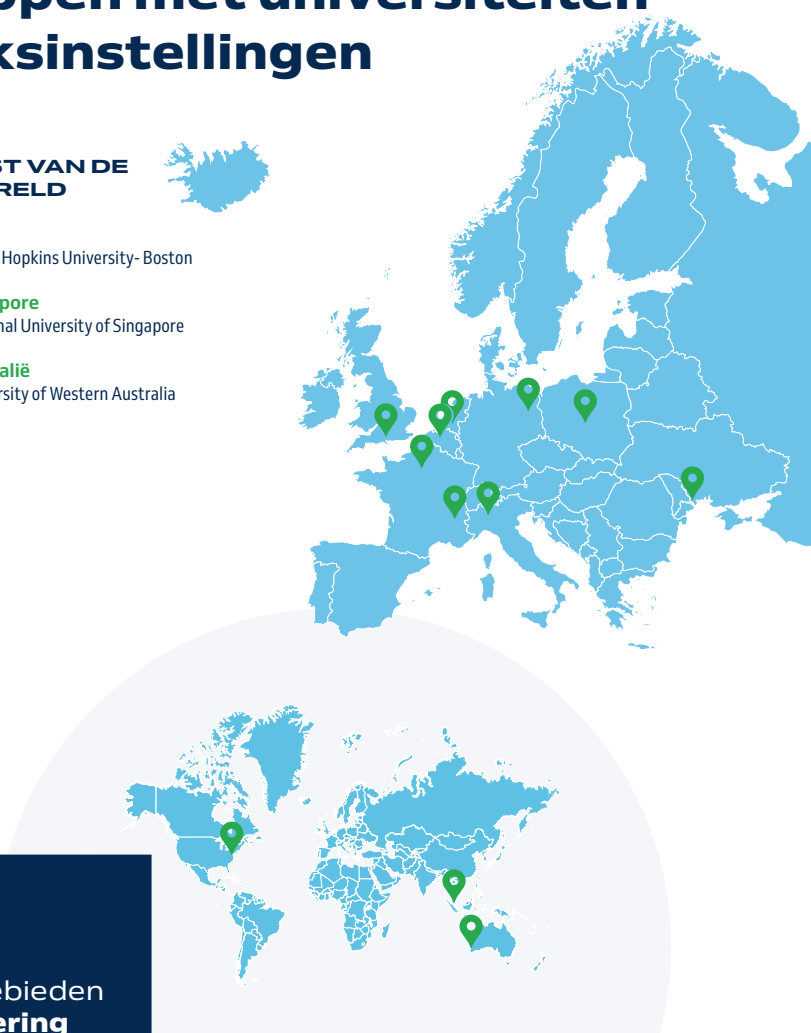 ppen met universiteiten
ksinstellingen
ST VAN DE
RELD
Hopkins University- Boston
pore
nal University of Singapore
alië
rsity of Western Australia
ebieden
ering